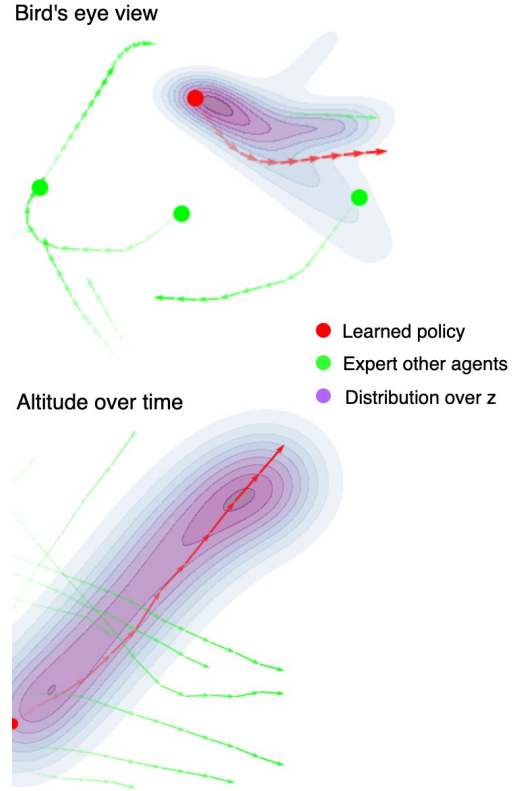 Bird's eye view
Learned policy
Expert other agents
Distribution over z
Altitude over time